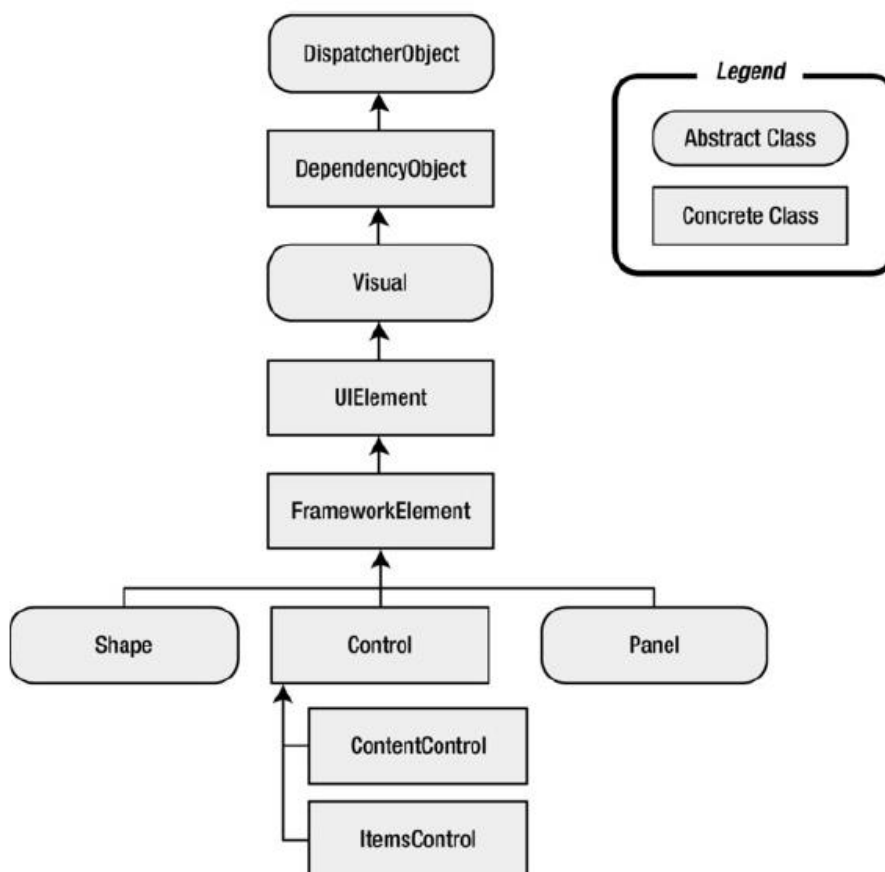 DispatcherObject
Legend
Abstract Class
DependencyObject
Concrete Class
Visual
UIElement
FrameworkElement
Shape
Control
Panel
ContentControl
ItemsControl